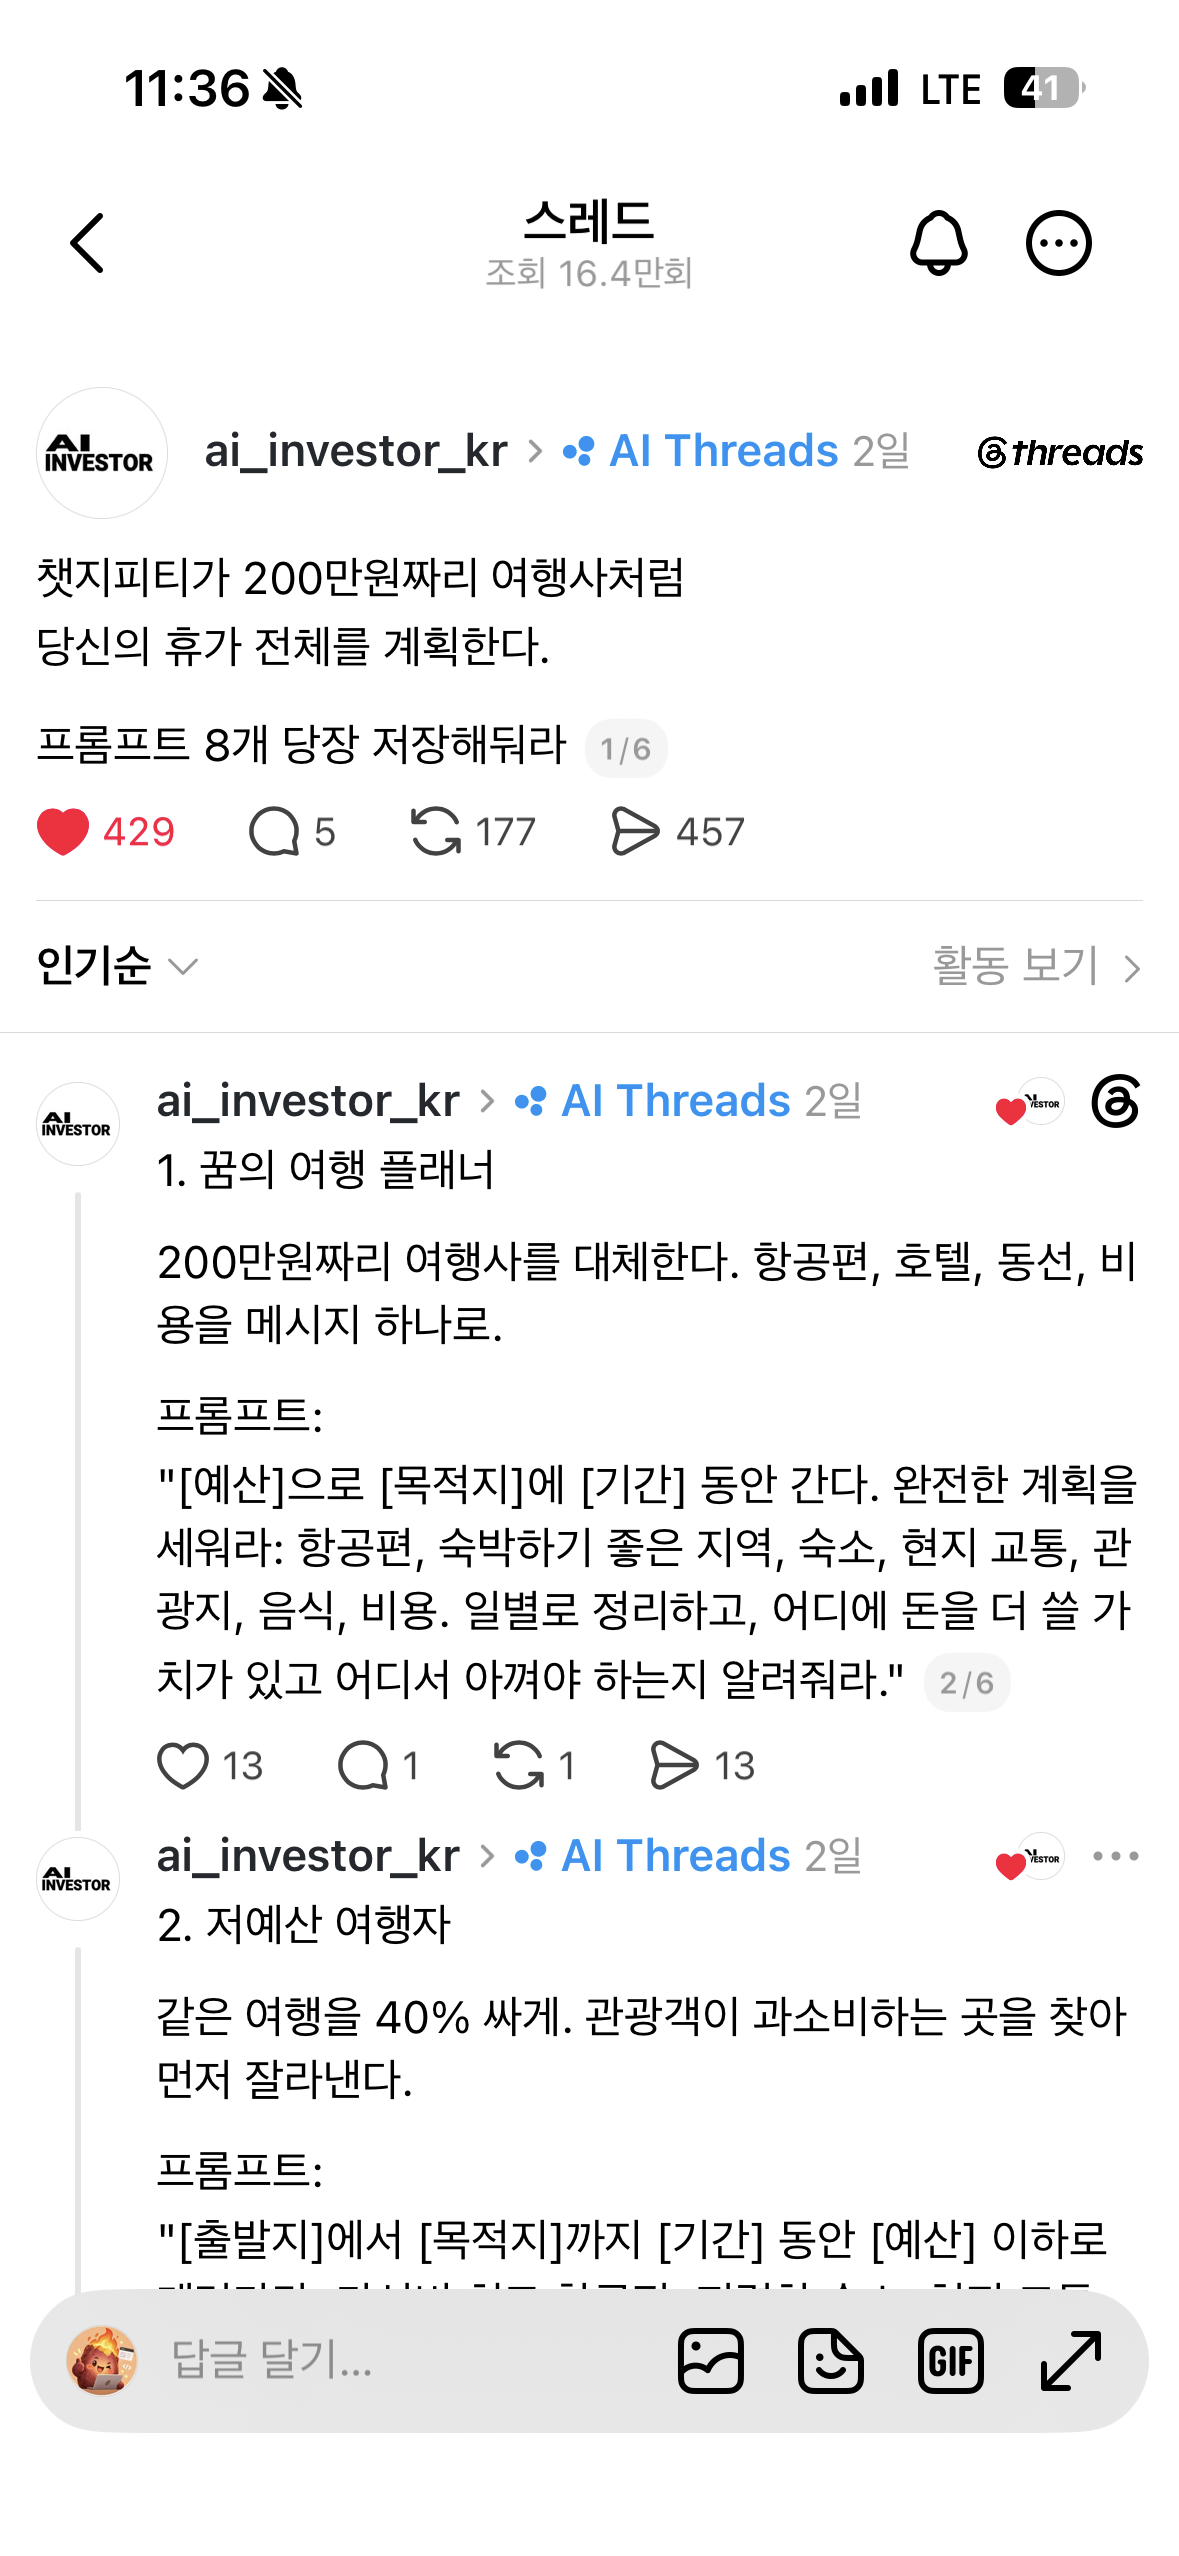 11:36
LTE
41
스레드
조회 16.4만회
AI
INVESTOR
ai_investor_kr > AI Threads 2일
threads
챗지피티가 200만원짜리 여행사처럼
당신의 휴가 전체를 계획한다.
프롬프트 8개 당장 저장해둬라 1/6
429 5 177 457
인기순
활동 보기 >
AI
INVESTOR
ai_investor_kr > AI Threads 2일
1. 꿈의 여행 플래너
200만원짜리 여행사를 대체한다. 항공편, 호텔, 동선, 비
용을 메시지 하나로.
프롬프트:
"[예산]으로 [목적지]에 [기간] 동안 간다. 완전한 계획을
세워라: 항공편, 숙박하기 좋은 지역, 숙소, 현지 교통, 관
광지, 음식, 비용. 일별로 정리하고, 어디에 돈을 더 쓸 가
치가 있고 어디서 아껴야 하는지 알려줘라." 2/6
13 1 1 13
AI
INVESTOR
ai_investor_kr > AI Threads 2일
2. 저예산 여행자
같은 여행을 40% 싸게. 관광객이 과소비하는 곳을 찾아
먼저 잘라낸다.
프롬프트:
"[출발지]에서 [목적지]까지 [기간] 동안 [예산] 이하로
답글 달기...
GIF